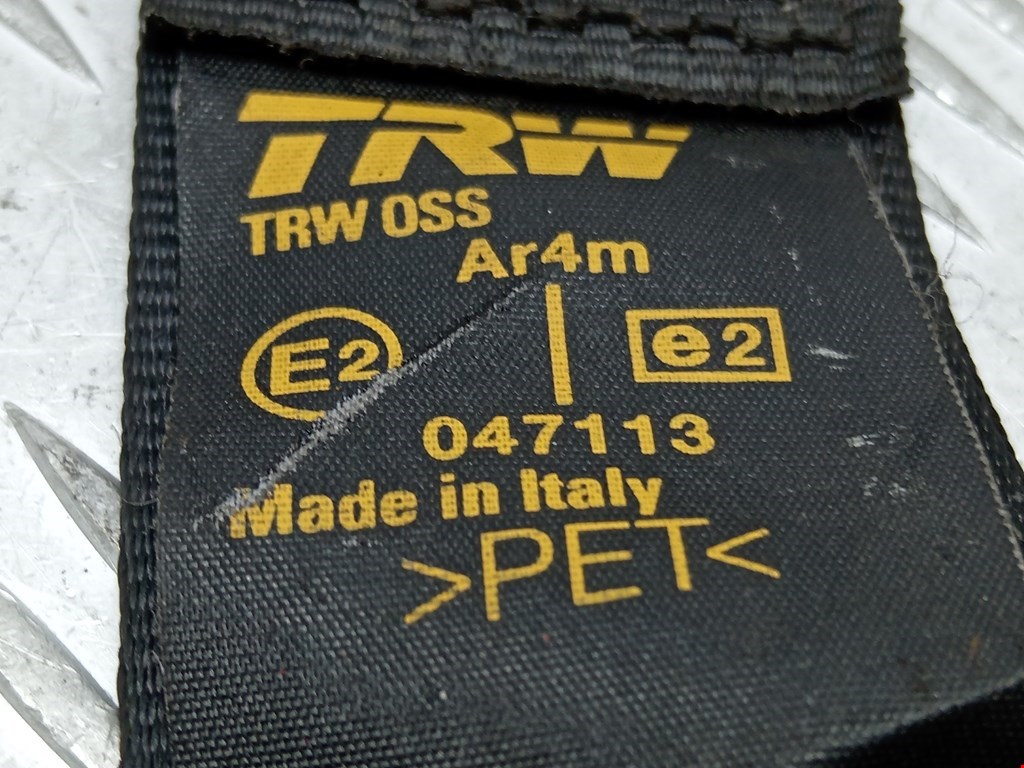 TRW
TRW OSS
Ar4m
E2 | e2
047113
Made in Italy
>PET<